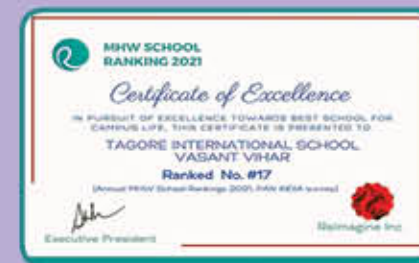 MHW SCHOOL
RANKING 2021
Certificate of Excellence
IN PURSUIT OF EXCELLENCE TOWARDS BEST SCHOOL FOR
CAMPUS LIFE, THIS CERTIFICATE IS PRESENTED TO
TAGORE INTERNATIONAL SCHOOL
VASANT VIHAR
Ranked No. #17
(Annual MHW School Rankings 2021, PAN INDIA survey)
Executive President
Reimagine Inc